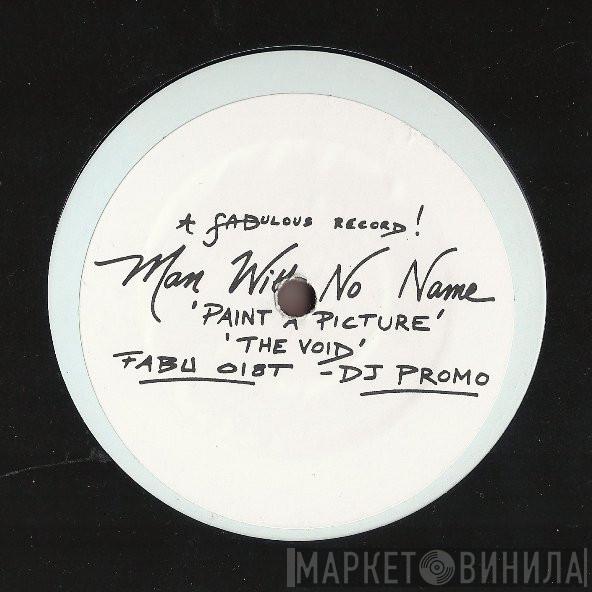 A FABULOUS RECORD!
Man With No Name
'PAINT A PICTURE'
'THE VOID'
FABU 018T - DJ PROMO
МАРКЕТ ВИНИЛА